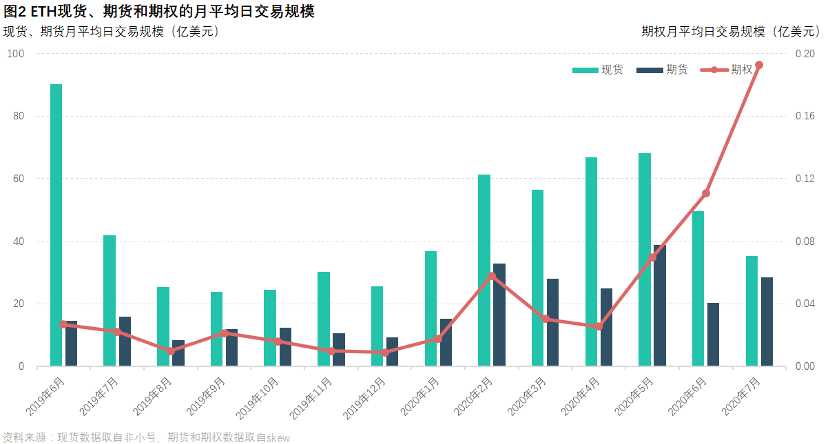 图2 ETH现货、期货和期权的月平均日交易规模
现货、期货月平均日交易规模（亿美元）
期权月平均日交易规模（亿美元）
现货 期货 期权
100 0.20
80 0.16
60 0.12
40 0.08
20 0.04
0 0.00
2019年6月 2019年7月 2019年8月 2019年9月 2019年10月 2019年11月 2019年12月 2020年1月 2020年2月 2020年3月 2020年4月 2020年5月 2020年6月 2020年7月
资料来源：现货数据取自非小号、期货和期权数据取自skew